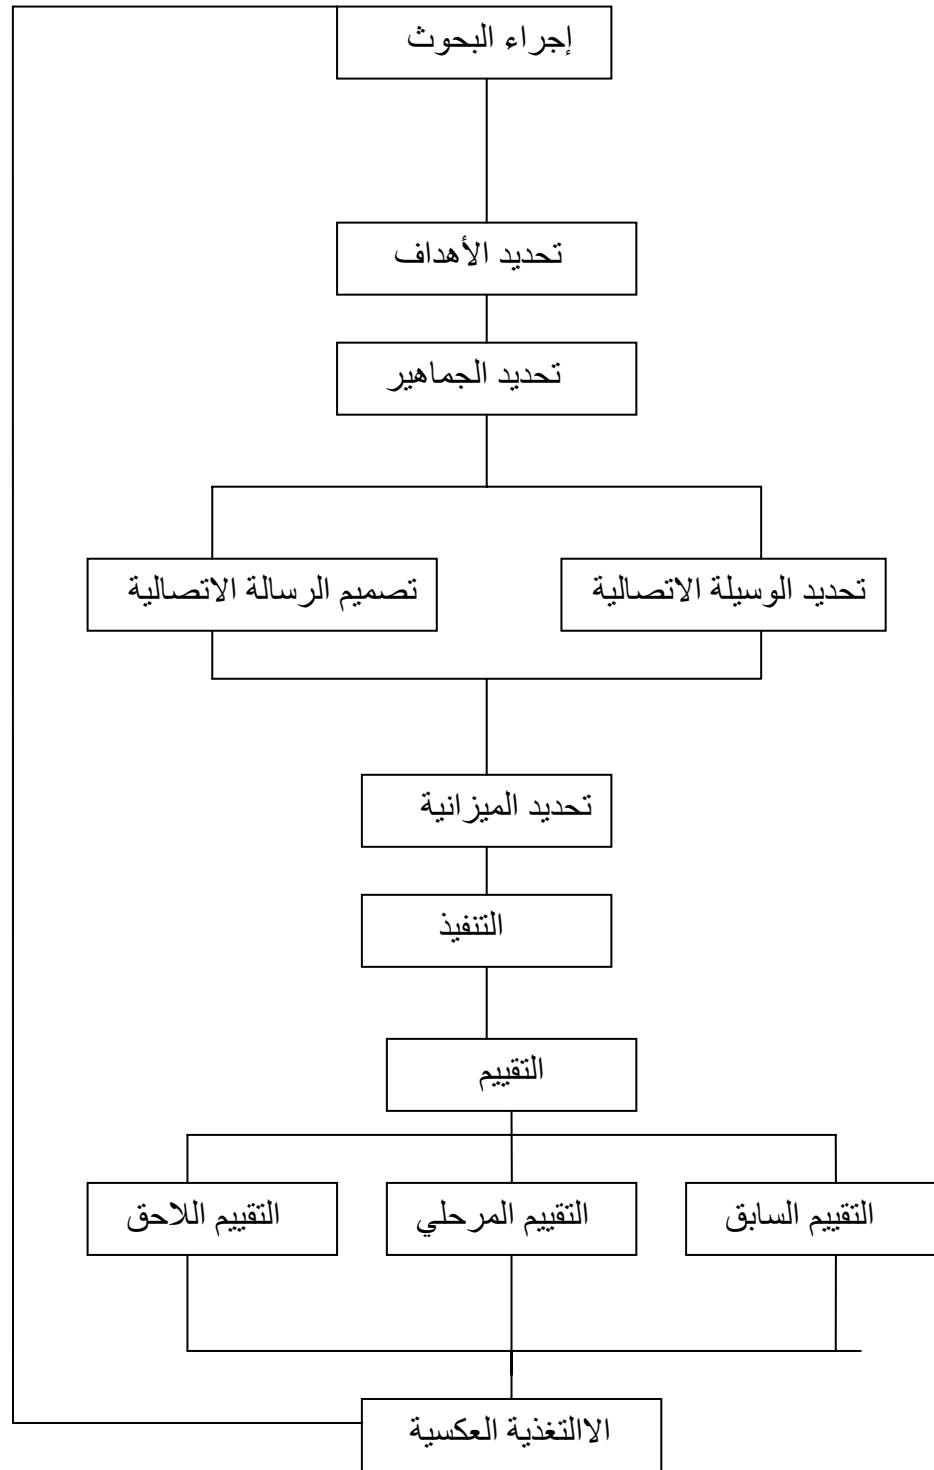 إجراء البحوث
تحديد الأهداف
تحديد الجماهير
تحديد الوسيلة الاتصالية
تصميم الرسالة الاتصالية
تحديد الميزانية
التنفيذ
التقييم
التقييم السابق
التقييم المرحلي
التقييم اللاحق
الاالتغذية العكسية